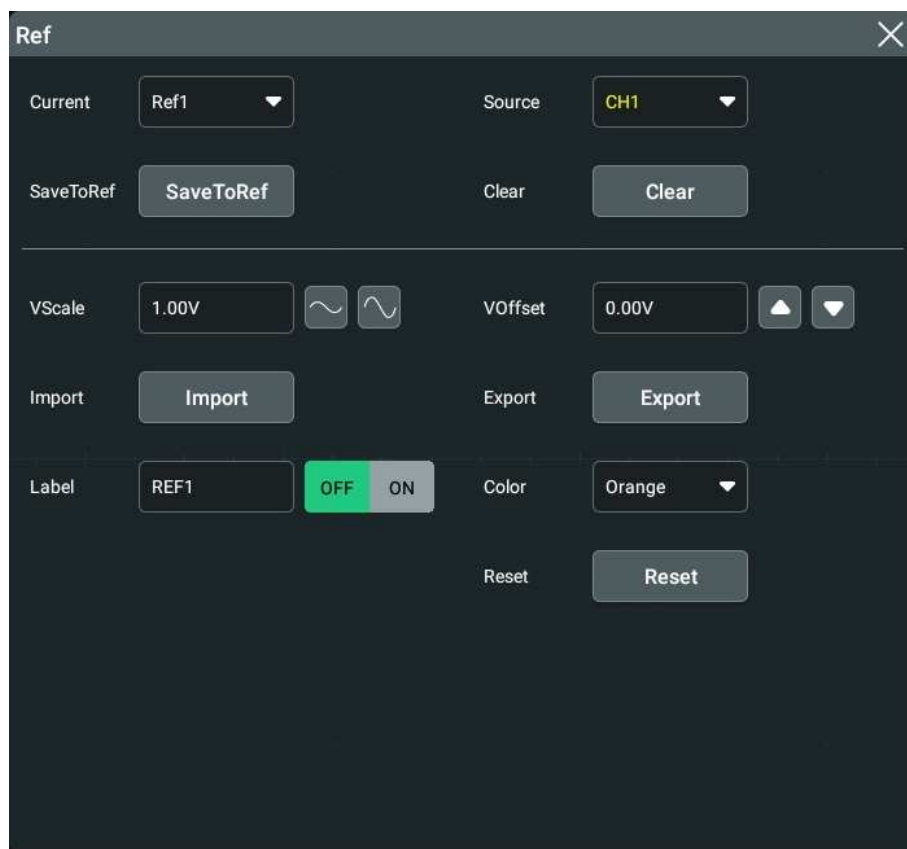 Ref
Current Ref1 Source CH1
SaveToRef SaveToRef Clear Clear
VScale 1.00V VOffset 0.00V
Import Import Export Export
Label REF1 OFF ON Color Orange
Reset Reset